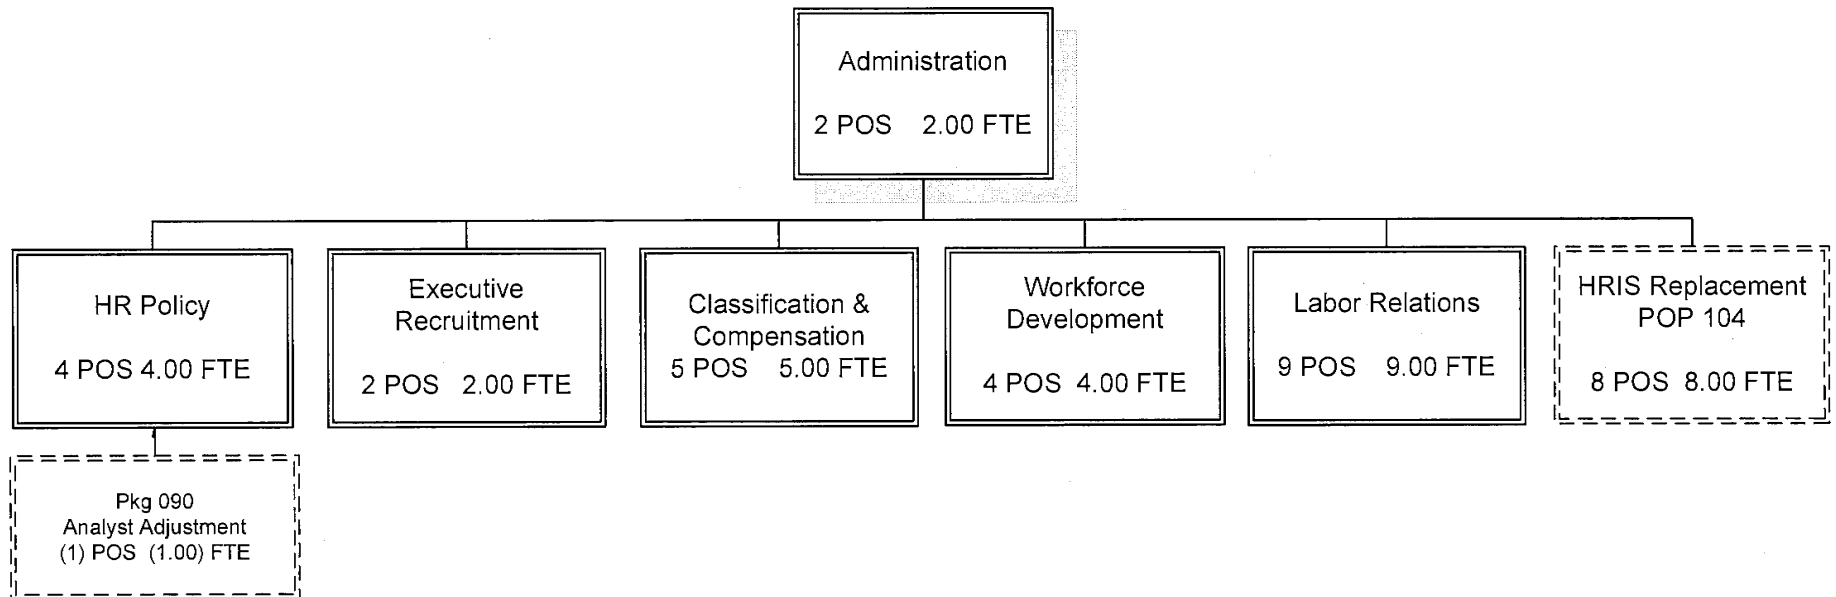 Administration
2 POS 2.00 FTE
HR Policy
4 POS 4.00 FTE
Executive
Recruitment
2 POS 2.00 FTE
Classification &
Compensation
5 POS 5.00 FTE
Workforce
Development
4 POS 4.00 FTE
Labor Relations
9 POS 9.00 FTE
HRIS Replacement
POP 104
8 POS 8.00 FTE
Pkg 090
Analyst Adjustment
(1) POS (1.00) FTE